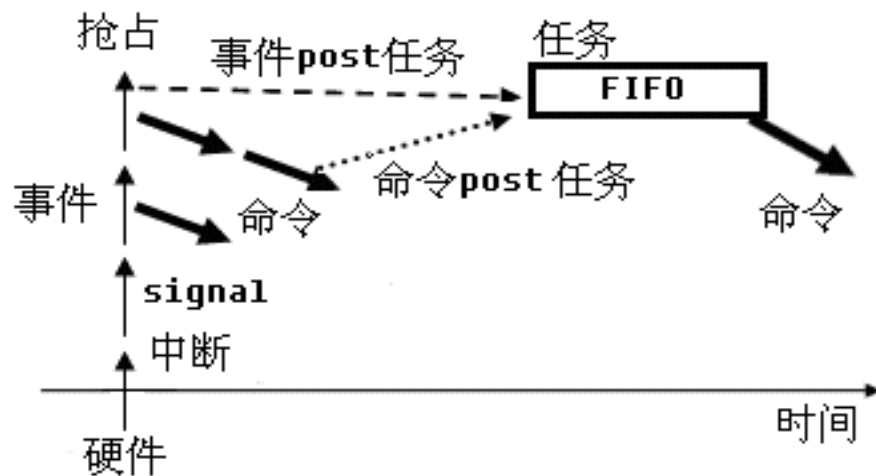 抢占
任务
事件post任务
FIFO
命令post 任务
事件
命令
命令
signal
中断
时间
硬件